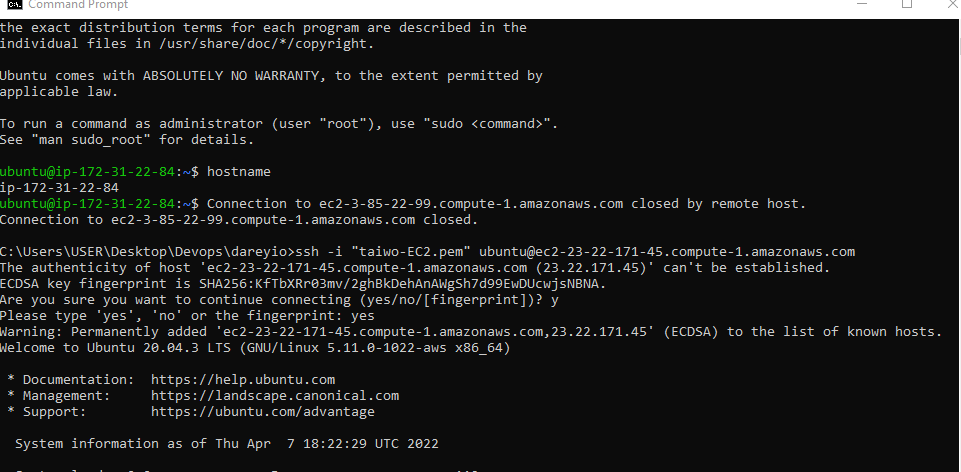 Command Prompt
the exact distribution terms for each program are described in the
individual files in /usr/share/doc/*/copyright.
Ubuntu comes with ABSOLUTELY NO WARRANTY, to the extent permitted by
applicable law.
To run a command as administrator (user "root"), use "sudo <command>".
See "man sudo_root" for details.
ubuntu@ip-172-31-22-84:~$ hostname
ip-172-31-22-84
ubuntu@ip-172-31-22-84:~$ Connection to ec2-3-85-22-99.compute-1.amazonaws.com closed by remote host.
Connection to ec2-3-85-22-99.compute-1.amazonaws.com closed.
C:\Users\USER\Desktop\Devops\dareyio>ssh -i "taiwo-EC2.pem" ubuntu@ec2-23-22-171-45.compute-1.amazonaws.com
The authenticity of host 'ec2-23-22-171-45.compute-1.amazonaws.com (23.22.171.45)' can't be established.
ECDSA key fingerprint is SHA256:KfTbXRr03mv/2ghBkDehAnAWgSh7d99EwDUcwjsNBNA.
Are you sure you want to continue connecting (yes/no/[fingerprint])? y
Please type 'yes', 'no' or the fingerprint: yes
Warning: Permanently added 'ec2-23-22-171-45.compute-1.amazonaws.com,23.22.171.45' (ECDSA) to the list of known hosts.
Welcome to Ubuntu 20.04.3 LTS (GNU/Linux 5.11.0-1022-aws x86_64)
* Documentation:  https://help.ubuntu.com
* Management:     https://landscape.canonical.com
* Support:        https://ubuntu.com/advantage
System information as of Thu Apr  7 18:22:29 UTC 2022